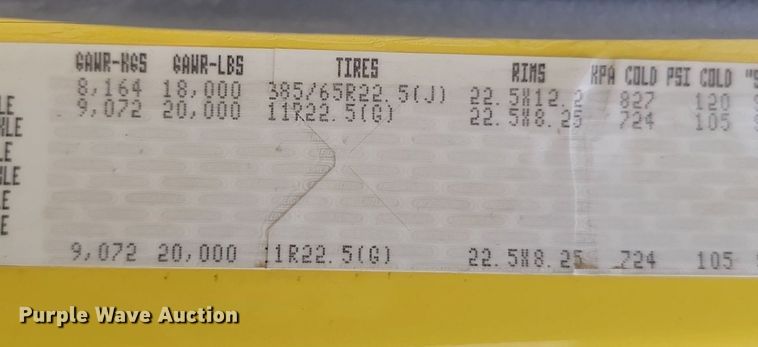 GAWR-KGS GAWR-LBS TIRES RIMS KPA COLD PSI COLD "S
8,164 18,000 385/65R22.5(J) 22.5X12.2 827 120
LE 9,072 20,000 11R22.5(G) 22.5X8.25 724 105
XLE
LE
XLE
LE
E
9,072 20,000 11R22.5(G) 22.5X8.25 724 105
Purple Wave Auction